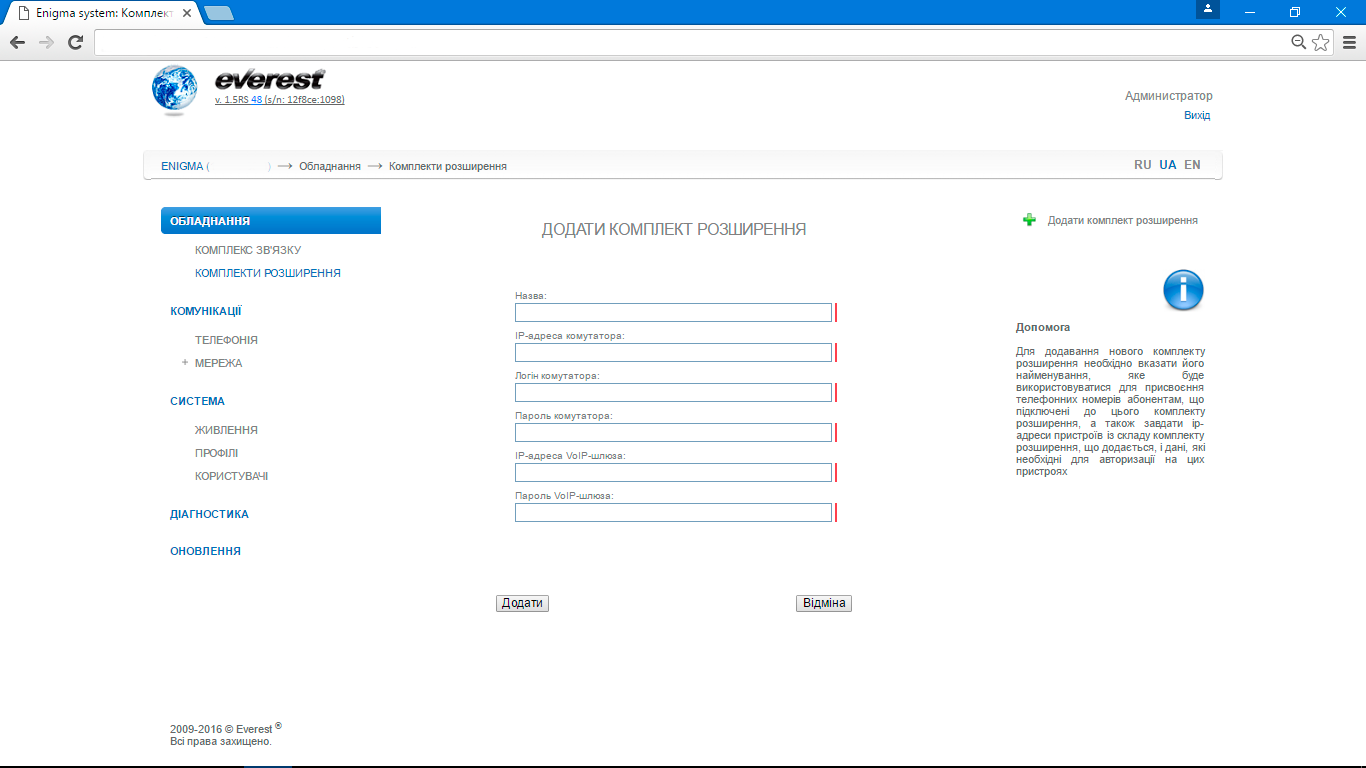 Enigma system: Комплект
everest
v. 1.5RS 48 (s/n: 12f8ce:1098)
Администратор
Вихід
ENIGMA ( ) → Обладнання → Комплекти розширення
RU UA EN
ОБЛАДНАННЯ
КОМПЛЕКС ЗВ'ЯЗКУ
КОМПЛЕКТИ РОЗШИРЕННЯ
КОМУНІКАЦІЇ
ТЕЛЕФОНІЯ
+ МЕРЕЖА
СИСТЕМА
ЖИВЛЕННЯ
ПРОФІЛІ
КОРИСТУВАЧІ
ДІАГНОСТИКА
ОНОВЛЕННЯ
ДОДАТИ КОМПЛЕКТ РОЗШИРЕННЯ
Назва:
IP-адреса комутатора:
Логін комутатора:
Пароль комутатора:
IP-адреса VoIP-шлюза:
Пароль VoIP-шлюза:
Додати
Відміна
Додати комплект розширення
Допомога
Для додавання нового комплекту
розширення необхідно вказати його
найменування, яке буде
використовуватися для присвоєння
телефонних номерів абонентам, що
підключені до цього комплекту
розширення, а також завдати ip-
адреси пристроїв із складу комплекту
розширення, що додається, і дані, які
необхідні для авторизації на цих
пристроях
2009-2016 © Everest ®
Всі права захищено.